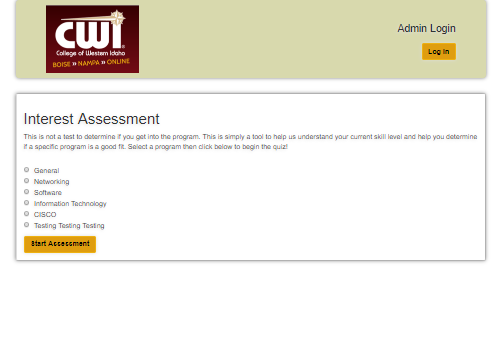 CWI
College of Western Idaho
BOISE » NAMPA » ONLINE
Admin Login
Log In
Interest Assessment
This is not a test to determine if you get into the program. This is simply a tool to help us understand your current skill level and help you determine
if a specific program is a good fit. Select a program then click below to begin the quiz!
General
Networking
Software
Information Technology
CISCO
Testing Testing Testing
Start Assessment